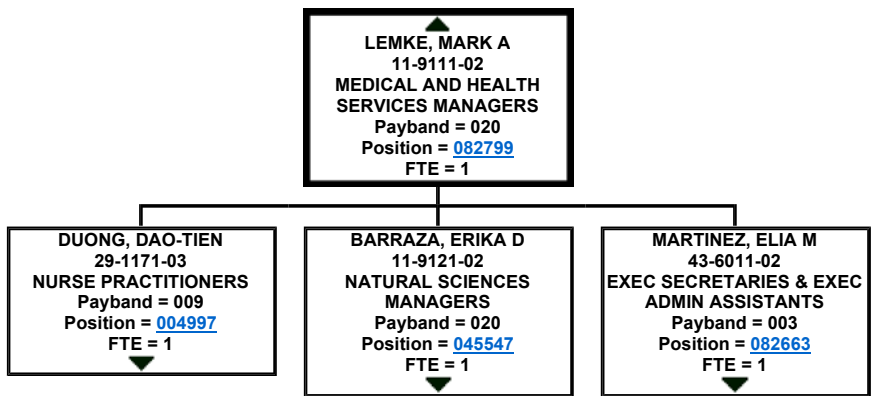 LEMKE, MARK A
11-9111-02
MEDICAL AND HEALTH
SERVICES MANAGERS
Payband = 020
Position = 082799
FTE = 1
DUONG, DAO-TIEN
29-1171-03
NURSE PRACTITIONERS
Payband = 009
Position = 004997
FTE = 1
BARRAZA, ERIKA D
11-9121-02
NATURAL SCIENCES
MANAGERS
Payband = 020
Position = 045547
FTE = 1
MARTINEZ, ELIA M
43-6011-02
EXEC SECRETARIES & EXEC
ADMIN ASSISTANTS
Payband = 003
Position = 082663
FTE = 1